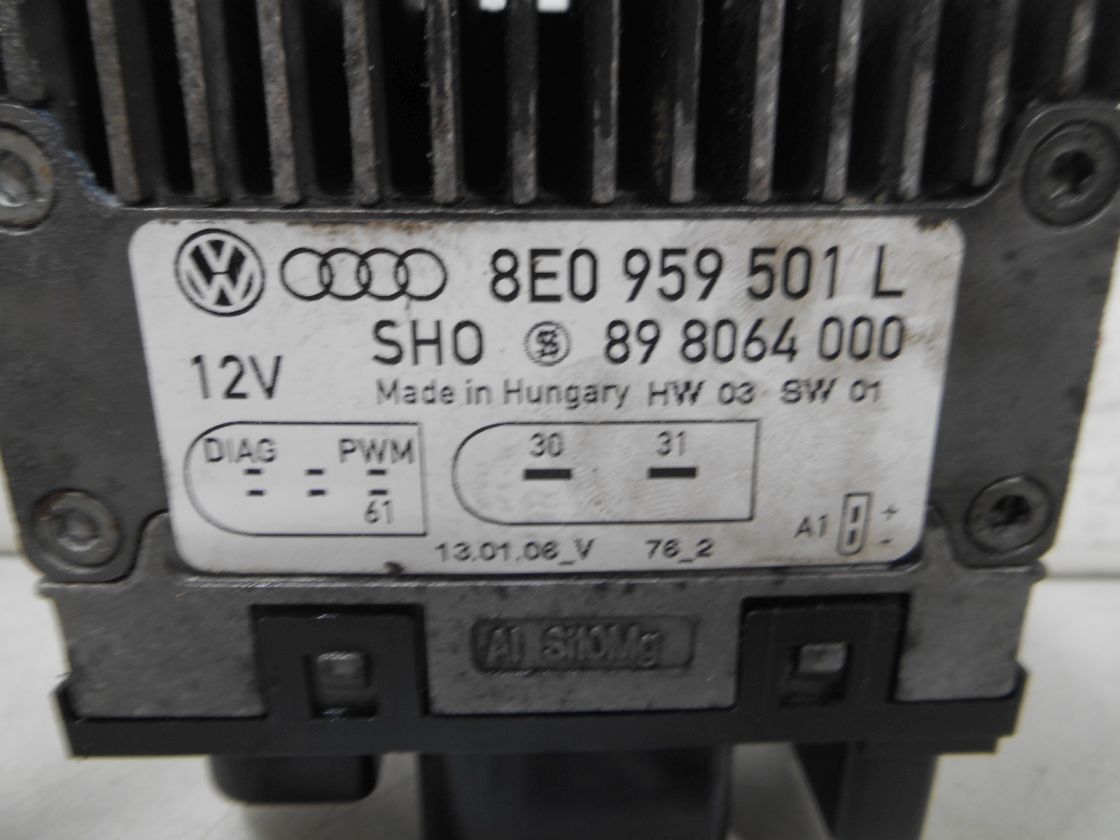 8E0 959 501 L
SHO 89 8064 000
12V
Made in Hungary HW 03 SW 01
DIAG PWM
61
30 31
A1 + -
13.01.06_V 76_2
Al Si10Mg